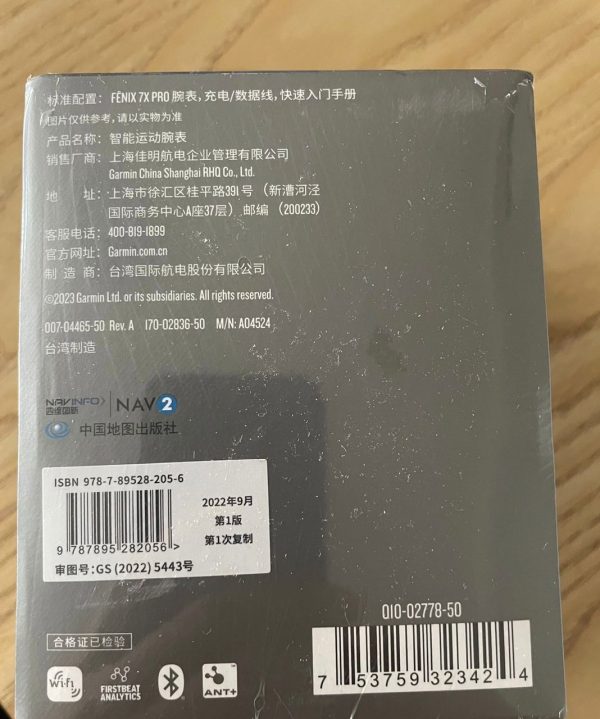 标准配置: FĒNIX 7X PRO 腕表，充电/数据线，快速入门手册
图片仅供参考，请以实物为准
产品名称: 智能运动腕表
销售厂商: 上海佳明航电企业管理有限公司
Garmin China Shanghai RHQ Co., Ltd.
地 址: 上海市徐汇区桂平路391号 （新漕河泾
国际商务中心A座37层） 邮编 （200233）
客服电话: 400-819-1899
官方网址: Garmin.com.cn
制 造 商: 台湾国际航电股份有限公司
©2023 Garmin Ltd. or its subsidiaries. All rights reserved.
007-04465-50 Rev. A 170-02836-50 M/N: A04524
台湾制造
NAVINFO NAV2
四维图新
中国地图出版社
ISBN 978-7-89528-205-6
2022年9月
第1版
第1次复制
9 787895 282056 >
审图号:GS (2022) 5443号
010-02778-50
合格证已检验
7 53759 32342 4
WiFi
FIRSTBEAT
ANALYTICS
ANT+